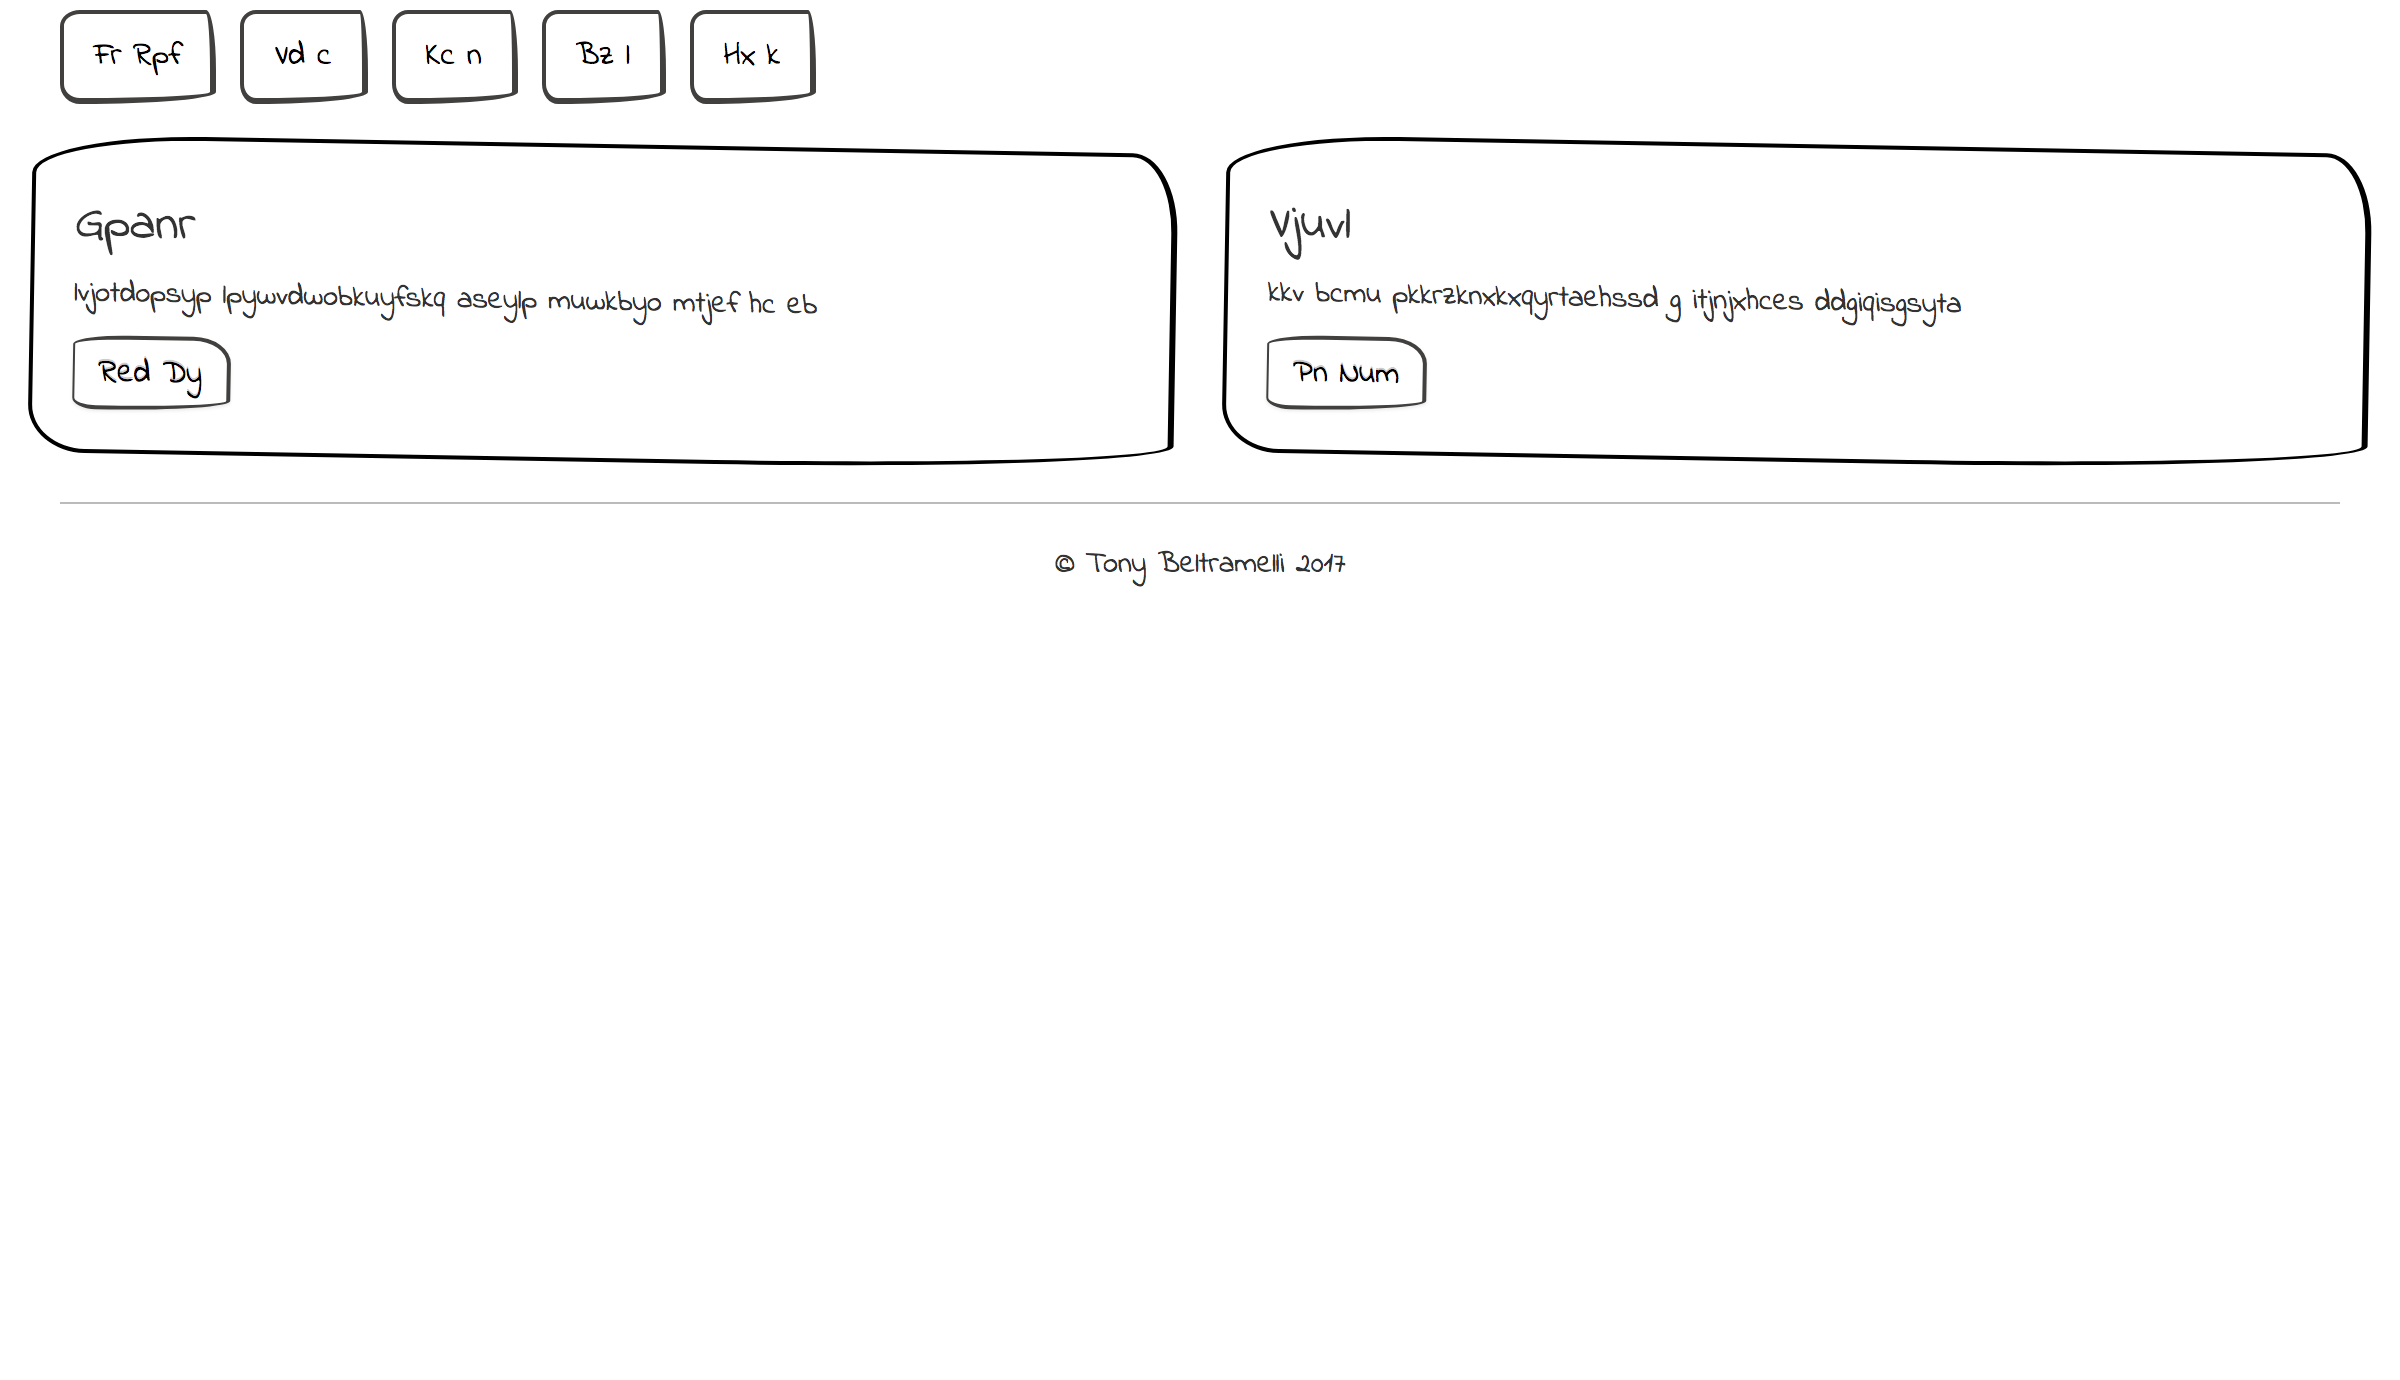 Fr Rpf Vd c Kc n Bz l Hx k
Gpanr
lvjotdopsyp lpywvdwobkuyfskq aseylp muwkbyo mtjef hc eb
Red Dy
Vjuvl
kkv bcmu pkkrzknxkxqyrtaehssd g itjnjxhces ddgiqisgsyta
Pn Num
© Tony Beltramelli 2017